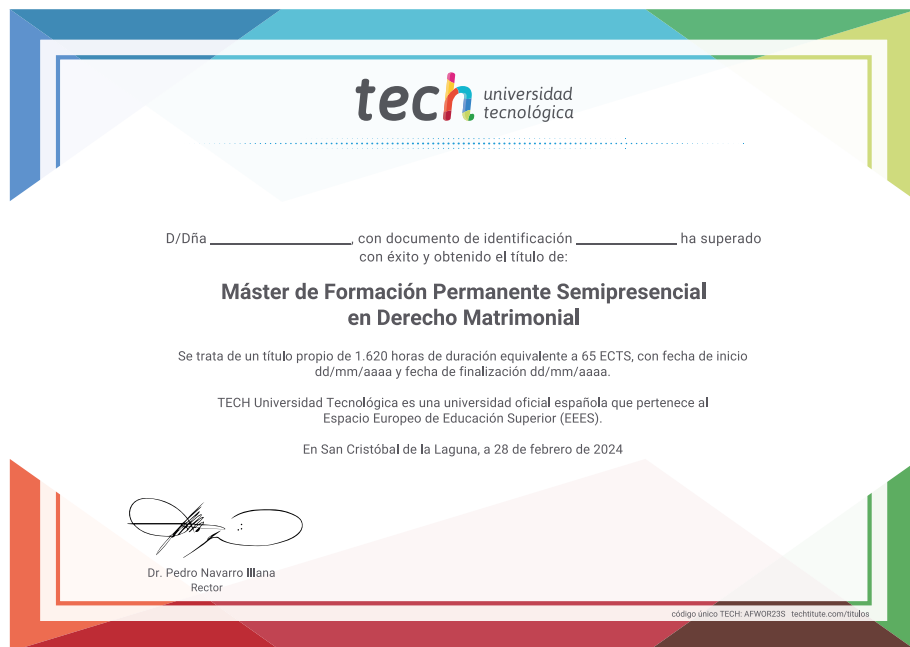 tech universidad
tecnológica
D/Dña ____________________, con documento de identificación ______________ ha superado
con éxito y obtenido el título de:
Máster de Formación Permanente Semipresencial
en Derecho Matrimonial
Se trata de un título propio de 1.620 horas de duración equivalente a 65 ECTS, con fecha de inicio
dd/mm/aaaa y fecha de finalización dd/mm/aaaa.
TECH Universidad Tecnológica es una universidad oficial española que pertenece al
Espacio Europeo de Educación Superior (EEES).
En San Cristóbal de la Laguna, a 28 de febrero de 2024
Dr. Pedro Navarro Illana
Rector
código único TECH: AFWOR23S techtitute.com/titulos